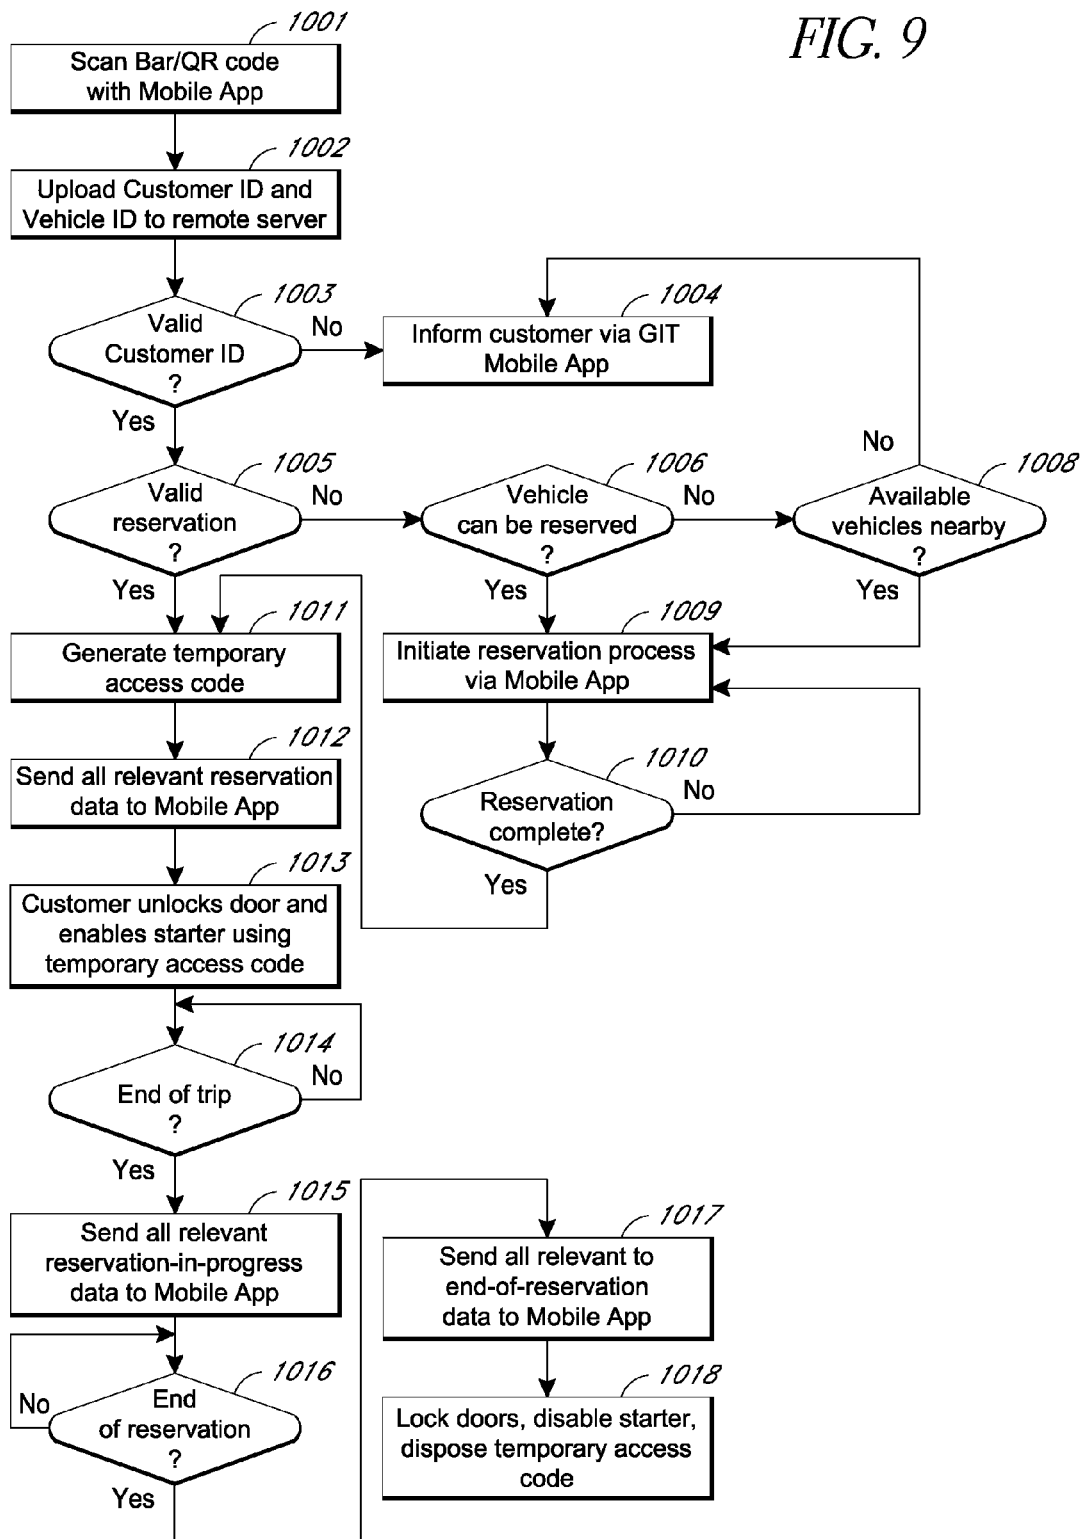 FIG. 9
1001
Scan Bar/QR code
with Mobile App
1002
Upload Customer ID and
Vehicle ID to remote server
1003
Valid
Customer ID
?
No
Yes
1004
Inform customer via GIT
Mobile App
1005
Valid
reservation
?
No
Yes
1006
Vehicle
can be reserved
?
No
Yes
1008
Available
vehicles nearby
?
No
Yes
1011
Generate temporary
access code
1009
Initiate reservation process
via Mobile App
1012
Send all relevant reservation
data to Mobile App
1010
Reservation
complete?
No
Yes
1013
Customer unlocks door and
enables starter using
temporary access code
1014
End of trip
?
No
Yes
1015
Send all relevant
reservation-in-progress
data to Mobile App
1016
End
of reservation
?
No
Yes
1017
Send all relevant to
end-of-reservation
data to Mobile App
1018
Lock doors, disable starter,
dispose temporary access
code